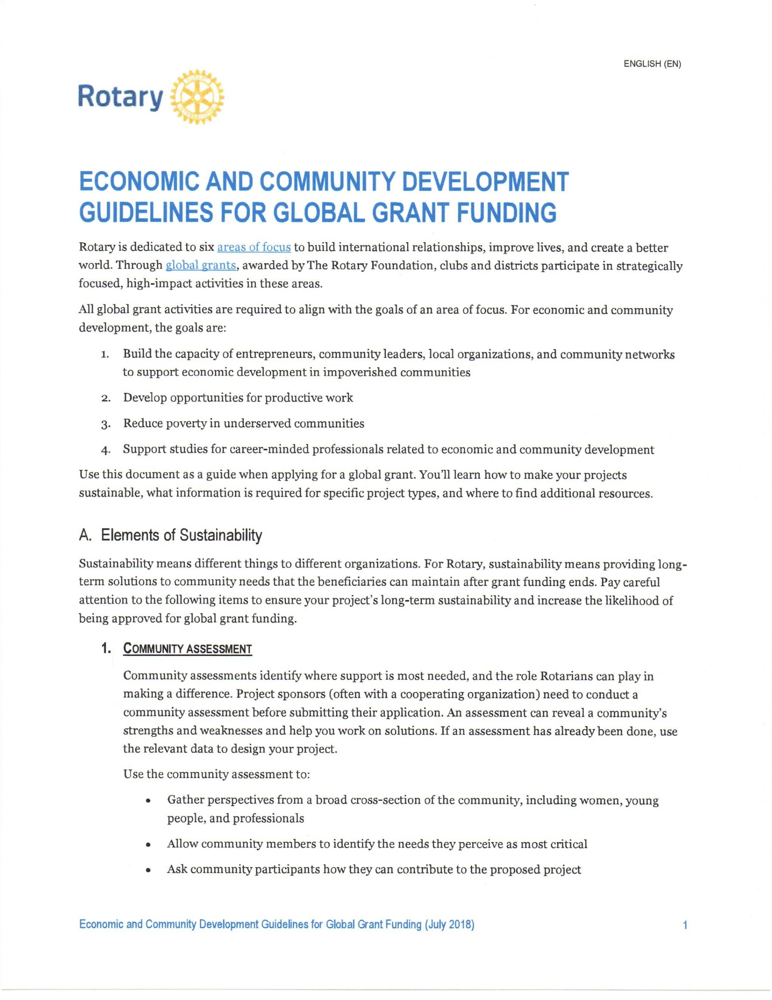 ENGLISH (EN)
Rotary
ECONOMIC AND COMMUNITY DEVELOPMENT
GUIDELINES FOR GLOBAL GRANT FUNDING
Rotary is dedicated to six areas of focus to build international relationships, improve lives, and create a better
world. Through global grants, awarded by The Rotary Foundation, clubs and districts participate in strategically
focused, high-impact activities in these areas.
All global grant activities are required to align with the goals of an area of focus. For economic and community
development, the goals are:
1. Build the capacity of entrepreneurs, community leaders, local organizations, and community networks
to support economic development in impoverished communities
2. Develop opportunities for productive work
3. Reduce poverty in underserved communities
4. Support studies for career-minded professionals related to economic and community development
Use this document as a guide when applying for a global grant. You'll learn how to make your projects
sustainable, what information is required for specific project types, and where to find additional resources.
A. Elements of Sustainability
Sustainability means different things to different organizations. For Rotary, sustainability means providing long-
term solutions to community needs that the beneficiaries can maintain after grant funding ends. Pay careful
attention to the following items to ensure your project's long-term sustainability and increase the likelihood of
being approved for global grant funding.
1. COMMUNITY ASSESSMENT
Community assessments identify where support is most needed, and the role Rotarians can play in
making a difference. Project sponsors (often with a cooperating organization) need to conduct a
community assessment before submitting their application. An assessment can reveal a community's
strengths and weaknesses and help you work on solutions. If an assessment has already been done, use
the relevant data to design your project.
Use the community assessment to:
• Gather perspectives from a broad cross-section of the community, including women, young
people, and professionals
• Allow community members to identify the needs they perceive as most critical
• Ask community participants how they can contribute to the proposed project
Economic and Community Development Guidelines for Global Grant Funding (July 2018) 1